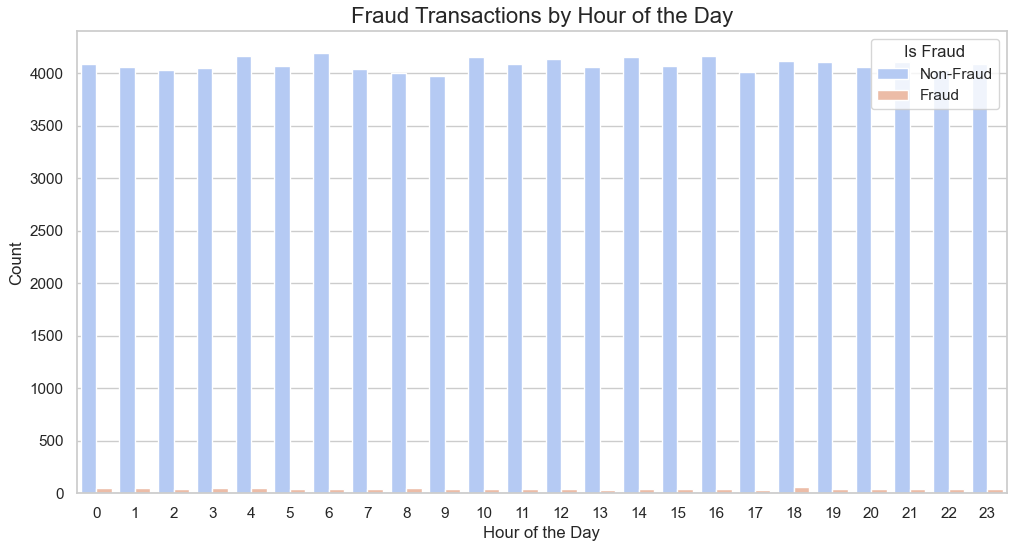 Fraud Transactions by Hour of the Day
Is Fraud
Non-Fraud
Fraud
4000
3500
3000
2500
2000
1500
1000
500
0
Count
0 1 2 3 4 5 6 7 8 9 10 11 12 13 14 15 16 17 18 19 20 21 22 23
Hour of the Day